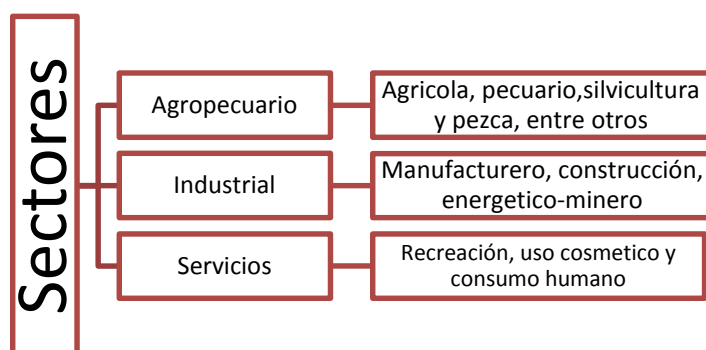 Sectores
Agropecuario
Agricola, pecuario,silvicultura
y pezca, entre otros
Industrial
Manufacturero, construcción,
energetico-minero
Servicios
Recreación, uso cosmetico y
consumo humano